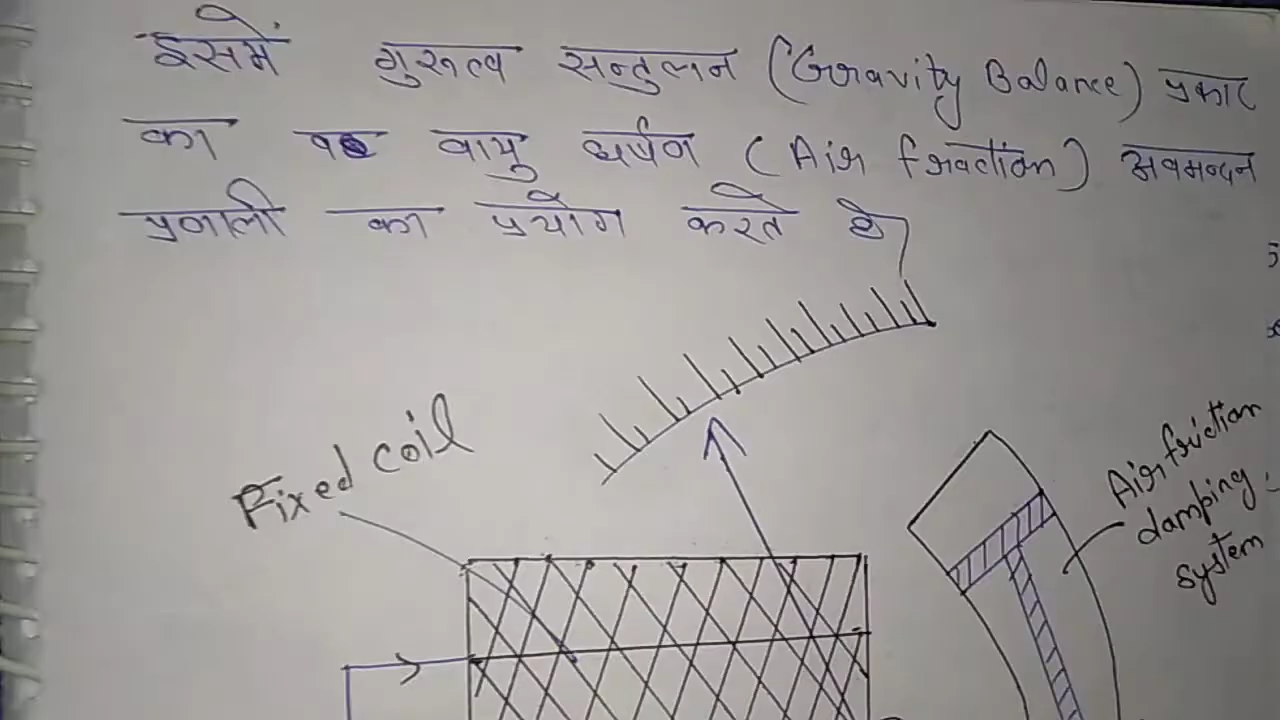 इसमें गुरुत्व सन्तुलन (Gravity Balance) प्रकार
का व वायु घर्षण (Air fraction) अवमन्दन
प्रणाली का प्रयोग करते है
Fixed coil
Air friction
damping
system